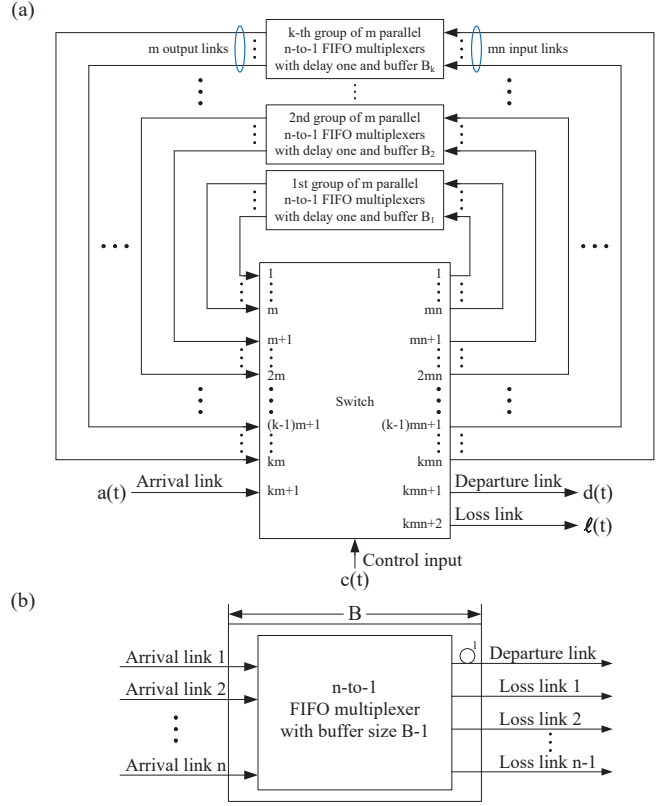 (a)
k-th group of m parallel
n-to-1 FIFO multiplexers
with delay one and buffer Bk
m output links
mn input links
2nd group of m parallel
n-to-1 FIFO multiplexers
with delay one and buffer B2
1st group of m parallel
n-to-1 FIFO multiplexers
with delay one and buffer B1
1 1
m mn
m+1 mn+1
2m 2mn
Switch
(k-1)m+1 (k-1)mn+1
km kmn
a(t) Arrival link km+1 kmn+1 Departure link d(t)
kmn+2 Loss link ℓ(t)
Control input
c(t)
(b)
B
Arrival link 1 1 Departure link
Arrival link 2 Loss link 1
n-to-1
FIFO multiplexer
with buffer size B-1
Loss link 2
Arrival link n Loss link n-1